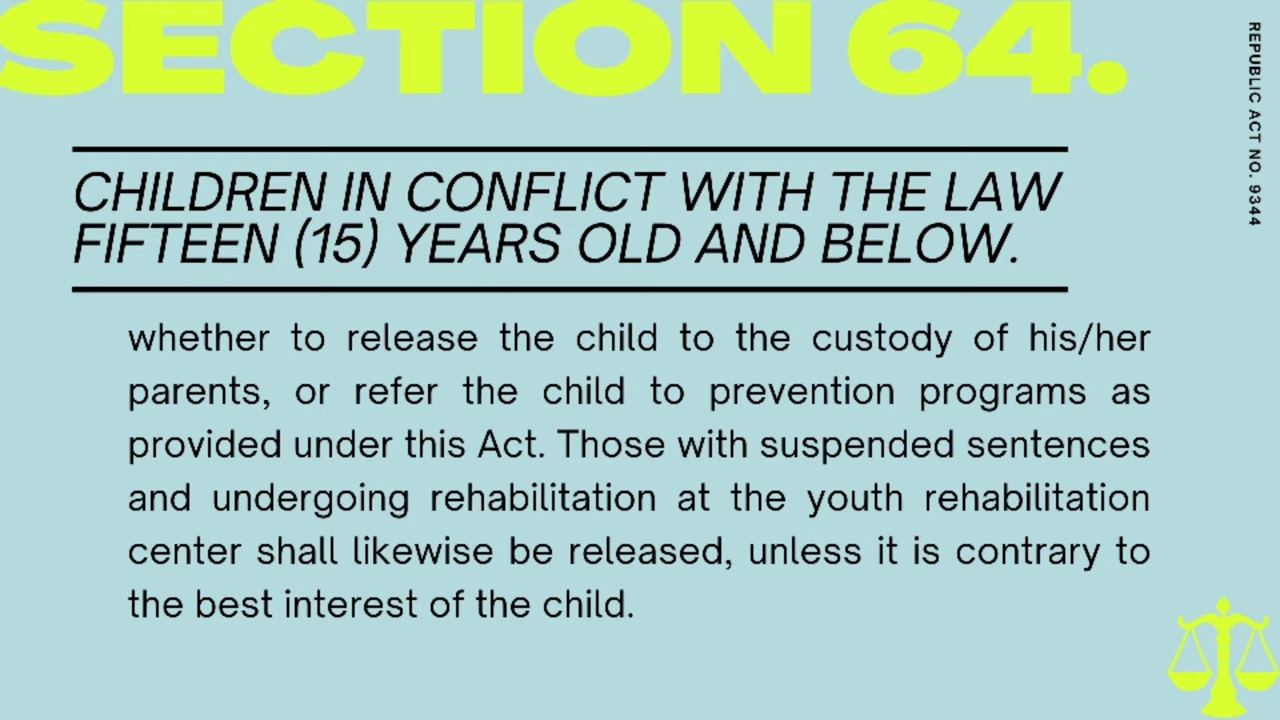 SECTION 64.
REPUBLIC ACT NO. 9344
CHILDREN IN CONFLICT WITH THE LAW
FIFTEEN (15) YEARS OLD AND BELOW.
whether to release the child to the custody of his/her
parents, or refer the child to prevention programs as
provided under this Act. Those with suspended sentences
and undergoing rehabilitation at the youth rehabilitation
center shall likewise be released, unless it is contrary to
the best interest of the child.